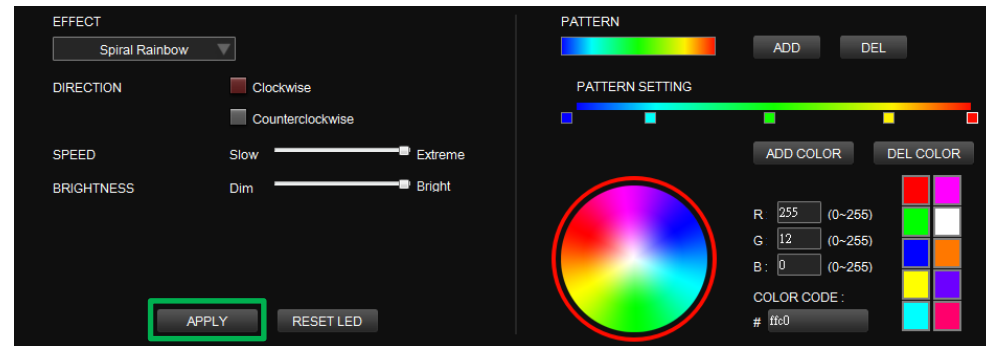 EFFECT
Spiral Rainbow
DIRECTION
Clockwise
Counterclockwise
SPEED
Slow
Extreme
BRIGHTNESS
Dim
Bright
APPLY
RESET LED
PATTERN
ADD
DEL
PATTERN SETTING
ADD COLOR
DEL COLOR
R 255 (0~255)
G 12 (0~255)
B: 0 (0~255)
COLOR CODE :
# ffc0